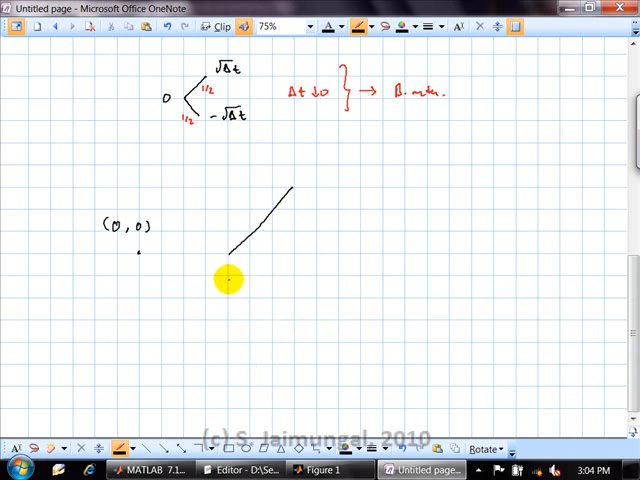 Untitled page - Microsoft Office OneNote
Clip 75%
√Δt
0 1/2 Δt ↓ 0 → B. mtn.
1/2 - √Δt
(0, 0)
(c) S. Jaimungal, 2010
Rotate
MATLAB 7.1... Editor - D:\Se... Figure 1 Untitled page... 3:04 PM